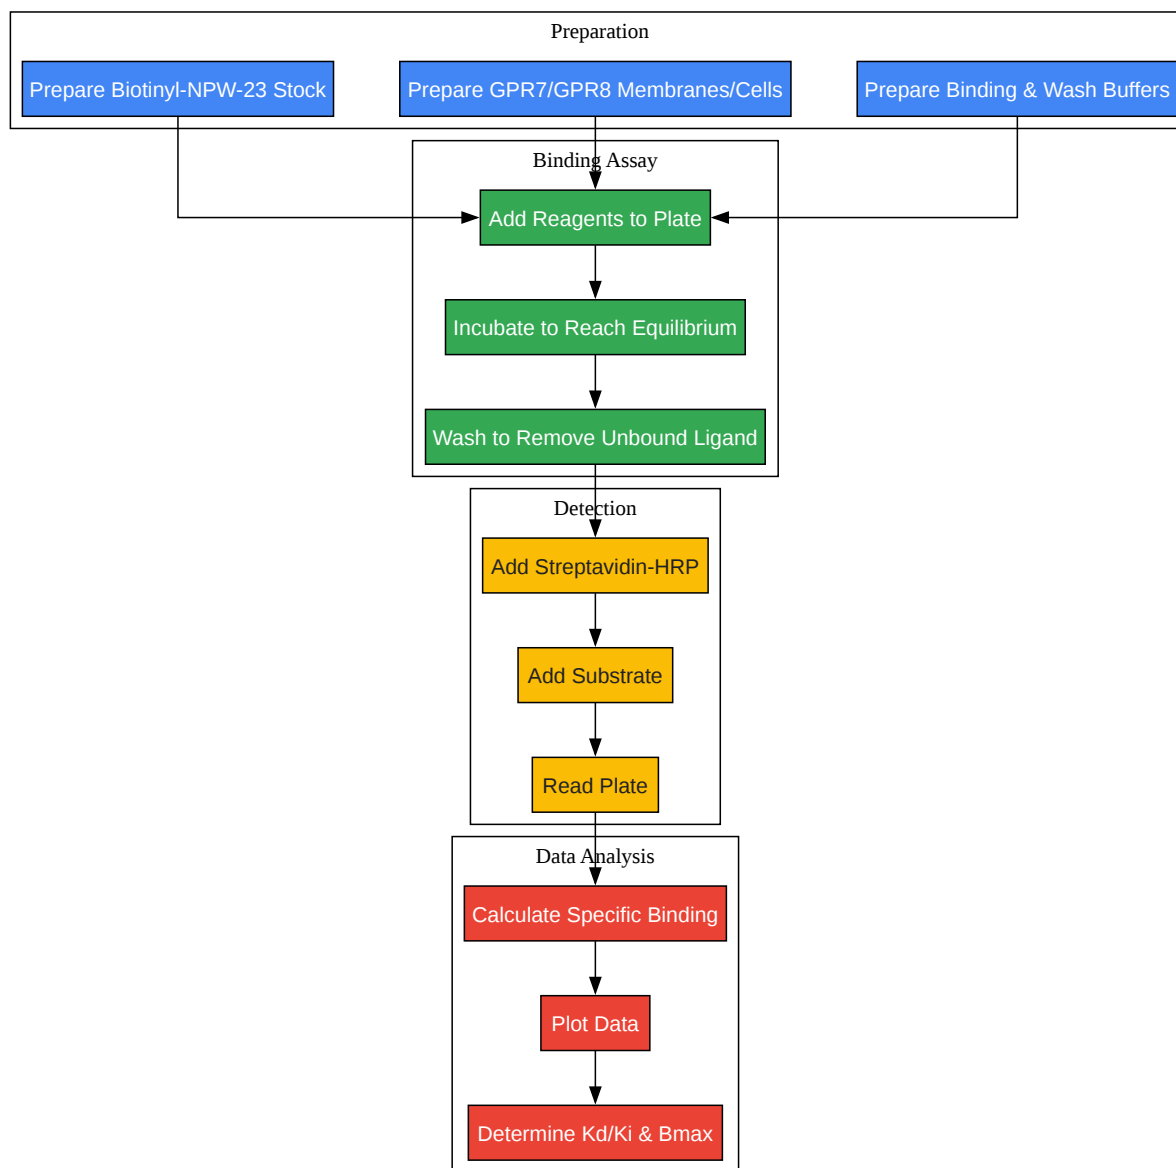 Preparation
Prepare Biotinyl-NPW-23 Stock
Prepare GPR7/GPR8 Membranes/Cells
Prepare Binding & Wash Buffers
Binding Assay
Add Reagents to Plate
Incubate to Reach Equilibrium
Wash to Remove Unbound Ligand
Detection
Add Streptavidin-HRP
Add Substrate
Read Plate
Data Analysis
Calculate Specific Binding
Plot Data
Determine Kd/Ki & Bmax